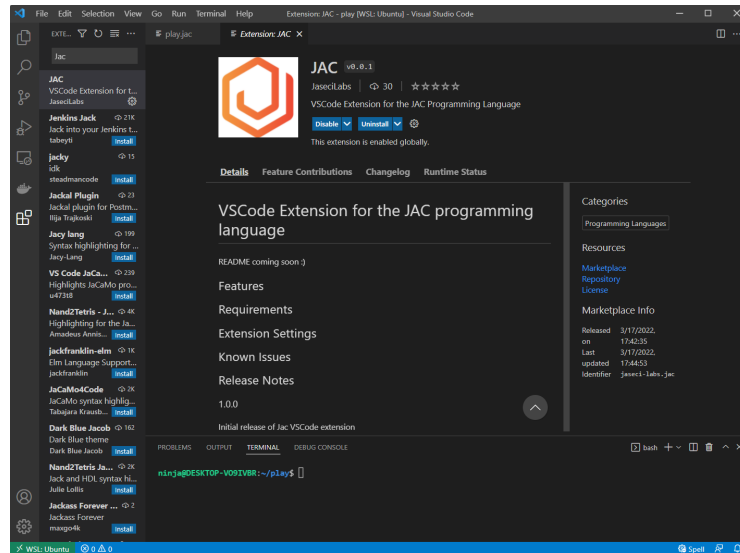 File Edit Selection View Go Run Terminal Help Extension: JAC - play [WSL: Ubuntu] - Visual Studio Code
EXTE...
play.jac
Extension: JAC
Jac
JAC
VSCode Extension for t...
JaseciLabs
Jenkins Jack 21K
Jack into your Jenkins t...
tabeyti Install
jacky 15
idk
steadmancode Install
Jackal Plugin 23
Jackal plugin for Postm...
Ilija Trajkoski Install
Jacy lang 199
Syntax highlighting for ...
Jacy-Lang Install
VS Code JaCa... 239
Highlights JaCaMo pro...
u473t8 Install
Nand2Tetris - J... 4K
Highlighting for the Ja...
Amadeus Annis... Install
jackfranklin-elm 1K
Elm Language Support...
jackfranklin Install
JaCaMo4Code 2K
JaCaMo syntax highlig...
Tabajara Krausb... Install
Dark Blue Jacob 162
Dark Blue theme
Dark Blue Jacob Install
Nand2Tetris Ja... 2K
Jack and HDL syntax hi...
Julie Lollis Install
Jackass Forever ... 2
Jackass Forever
maxgo4k Install
JAC v0.0.1
JaseciLabs 30
VSCode Extension for the JAC Programming Language
Disable Uninstall
This extension is enabled globally.
Details Feature Contributions Changelog Runtime Status
VSCode Extension for the JAC programming
language
README coming soon :)
Features
Requirements
Extension Settings
Known Issues
Release Notes
1.0.0
Initial release of Jac VSCode extension
Categories
Programming Languages
Resources
Marketplace
Repository
License
Marketplace Info
Released 3/17/2022,
on 17:42:35
Last 3/17/2022,
updated 17:44:53
Identifier jaseci-labs.jac
PROBLEMS OUTPUT TERMINAL DEBUG CONSOLE
bash
ninja@DESKTOP-VO9IVBR:~/play$
WSL: Ubuntu 0 0
Spell